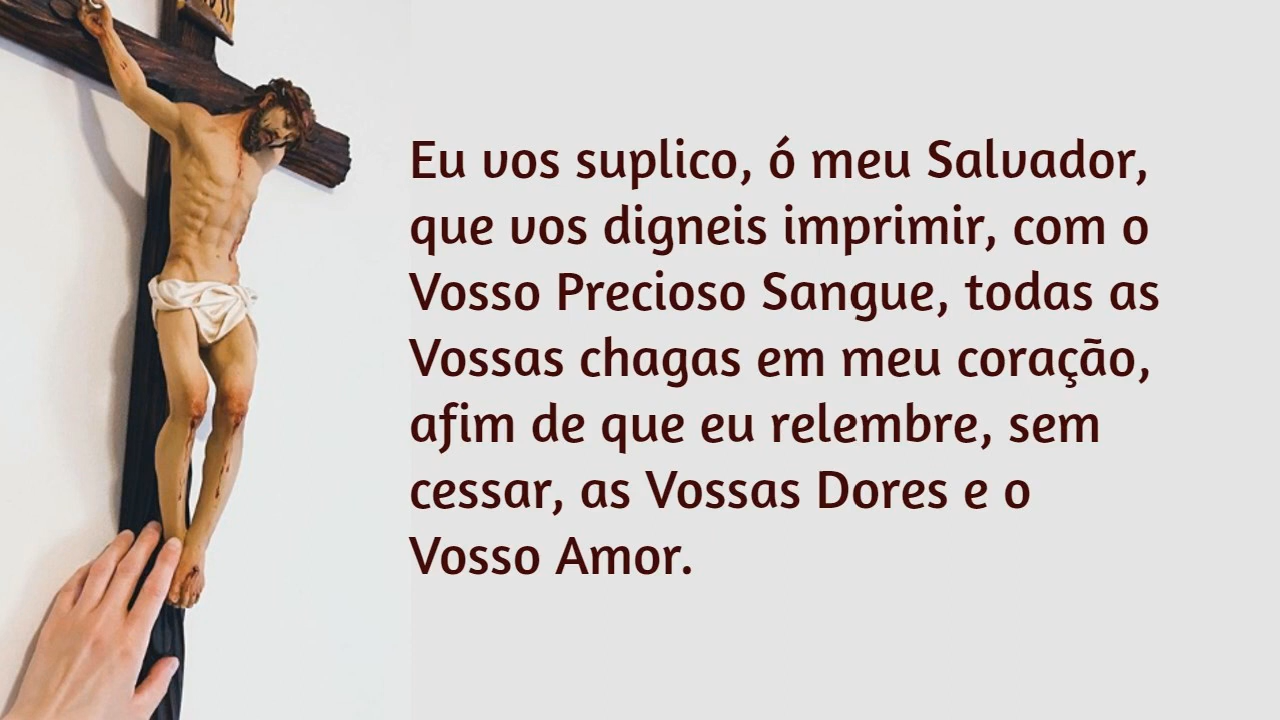 Eu vos suplico, ó meu Salvador,
que vos digneis imprimir, com o
Vosso Precioso Sangue, todas as
Vossas chagas em meu coração,
afim de que eu relembre, sem
cessar, as Vossas Dores e o
Vosso Amor.